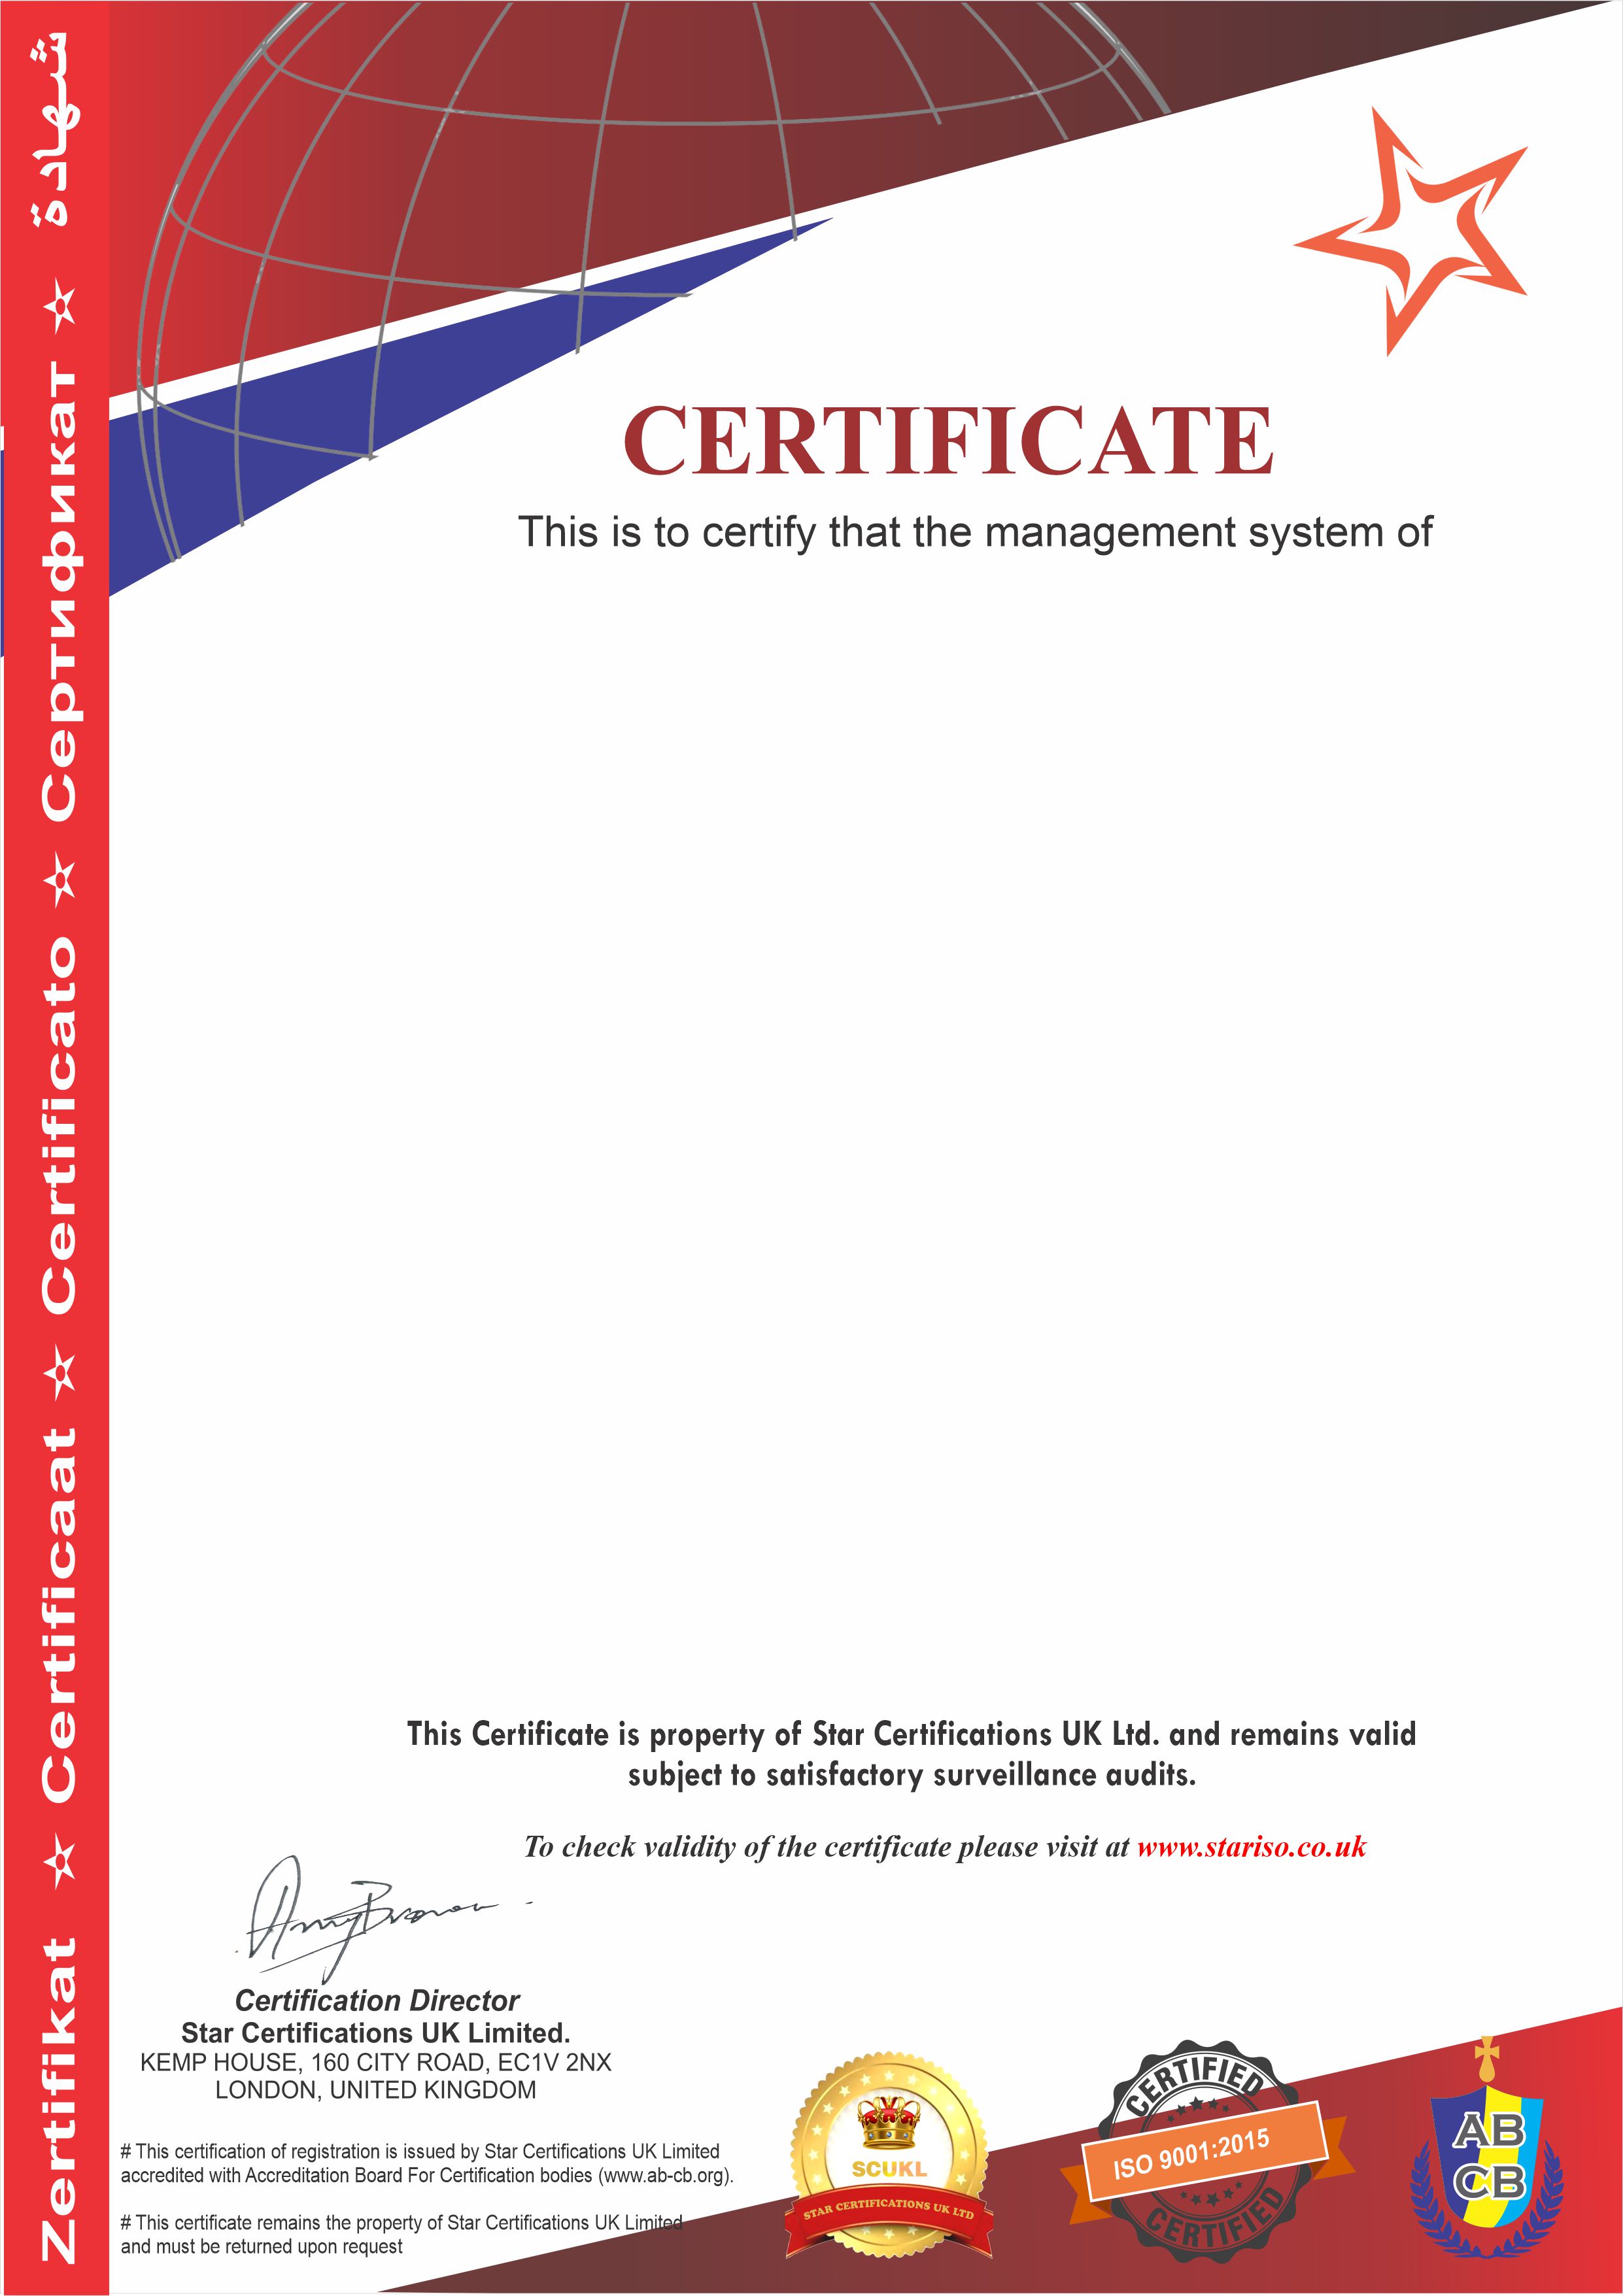 شهادة
Сертификат
Certificato
Certificaat
Zertifikat
CERTIFICATE
This is to certify that the management system of
This Certificate is property of Star Certifications UK Ltd. and remains valid
subject to satisfactory surveillance audits.
To check validity of the certificate please visit at www.stariso.co.uk
Certification Director
Star Certifications UK Limited.
KEMP HOUSE, 160 CITY ROAD, EC1V 2NX
LONDON, UNITED KINGDOM
# This certification of registration is issued by Star Certifications UK Limited
accredited with Accreditation Board For Certification bodies (www.ab-cb.org).
# This certificate remains the property of Star Certifications UK Limited
and must be returned upon request
SCUKL
STAR CERTIFICATIONS UK LTD
CERTIFIED
ISO 9001:2015
CERTIFIED
AB
CB